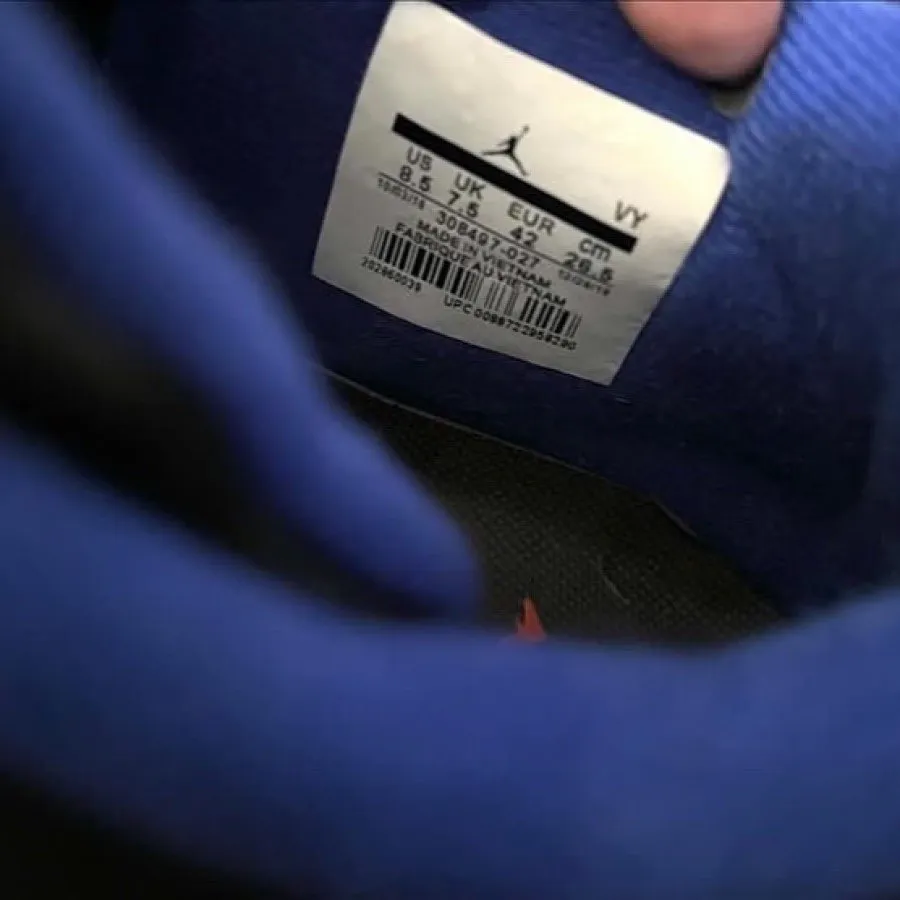 VY
US UK EUR cm
8.5 7.5 42 26.5
308497-027
MADE IN VIETNAM
FABRIQUE AU VIETNAM
UPC